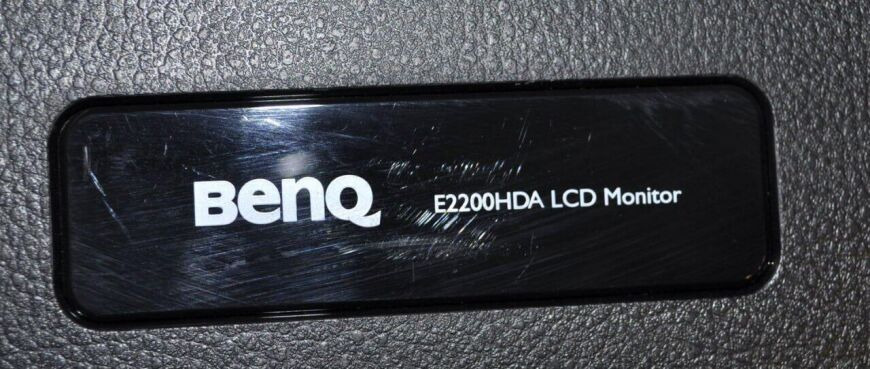 BenQ E2200HDA LCD Monitor